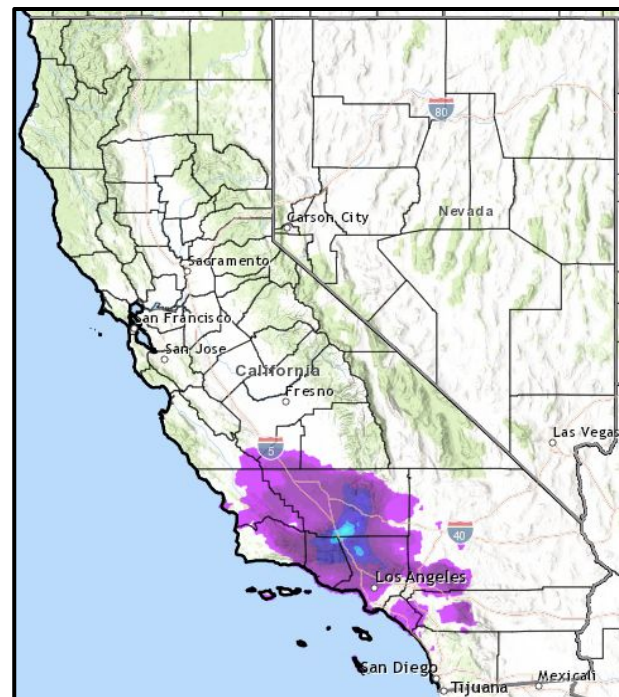 80
Nevada
Carson City
Sacramento
San Francisco
San Jose
California
Fresno
Las Vegas
5
40
Los Angeles
San Diego
Tijuana
Mexicali